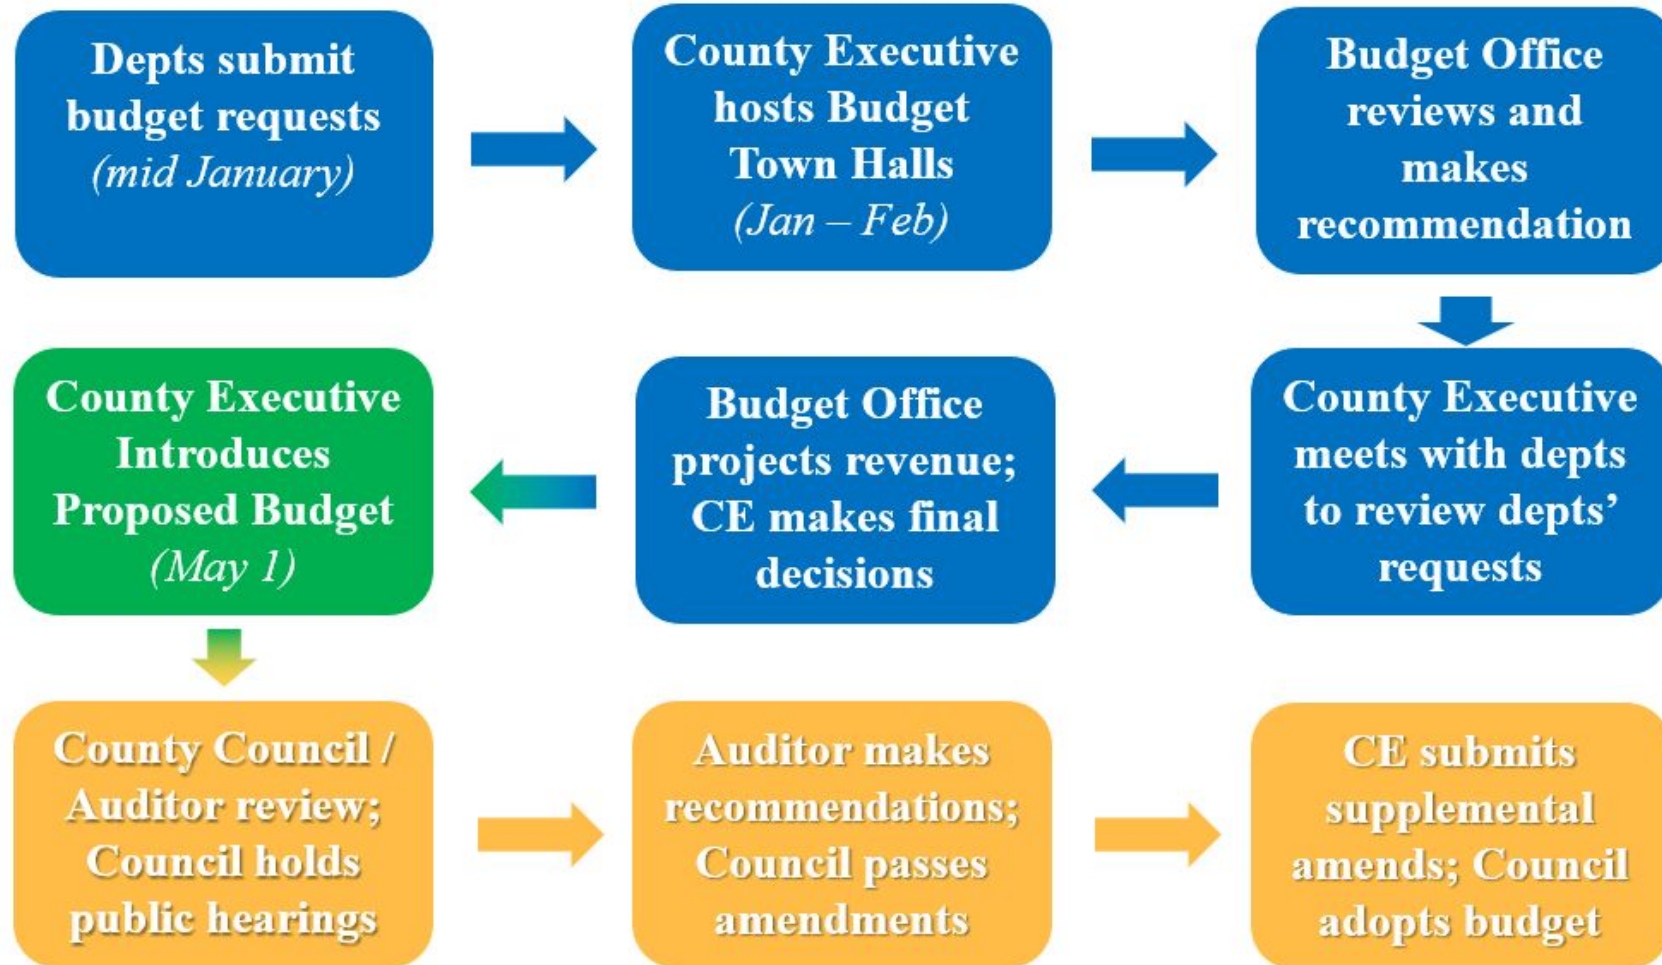 Depts submit
budget requests
(mid January)
County Executive
hosts Budget
Town Halls
(Jan – Feb)
Budget Office
reviews and
makes
recommendation
County Executive
meets with depts
to review depts’
requests
Budget Office
projects revenue;
CE makes final
decisions
County Executive
Introduces
Proposed Budget
(May 1)
County Council /
Auditor review;
Council holds
public hearings
Auditor makes
recommendations;
Council passes
amendments
CE submits
supplemental
amends; Council
adopts budget